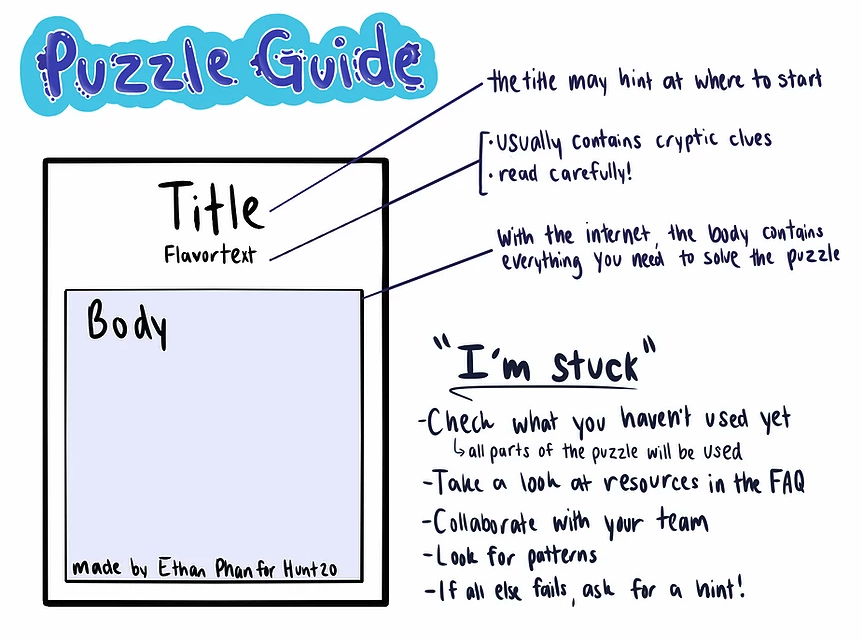 Puzzle Guide
the title may hint at where to start
• usually contains cryptic clues
• read carefully!
With the internet, the body contains
everything you need to solve the puzzle
Title
Flavortext
Body
made by Ethan Phan for Hunt20
"I'm stuck"
-Check what you haven't used yet
↳ all parts of the puzzle will be used
-Take a look at resources in the FAQ
-Collaborate with your team
-Look for patterns
-If all else fails, ask for a hint!